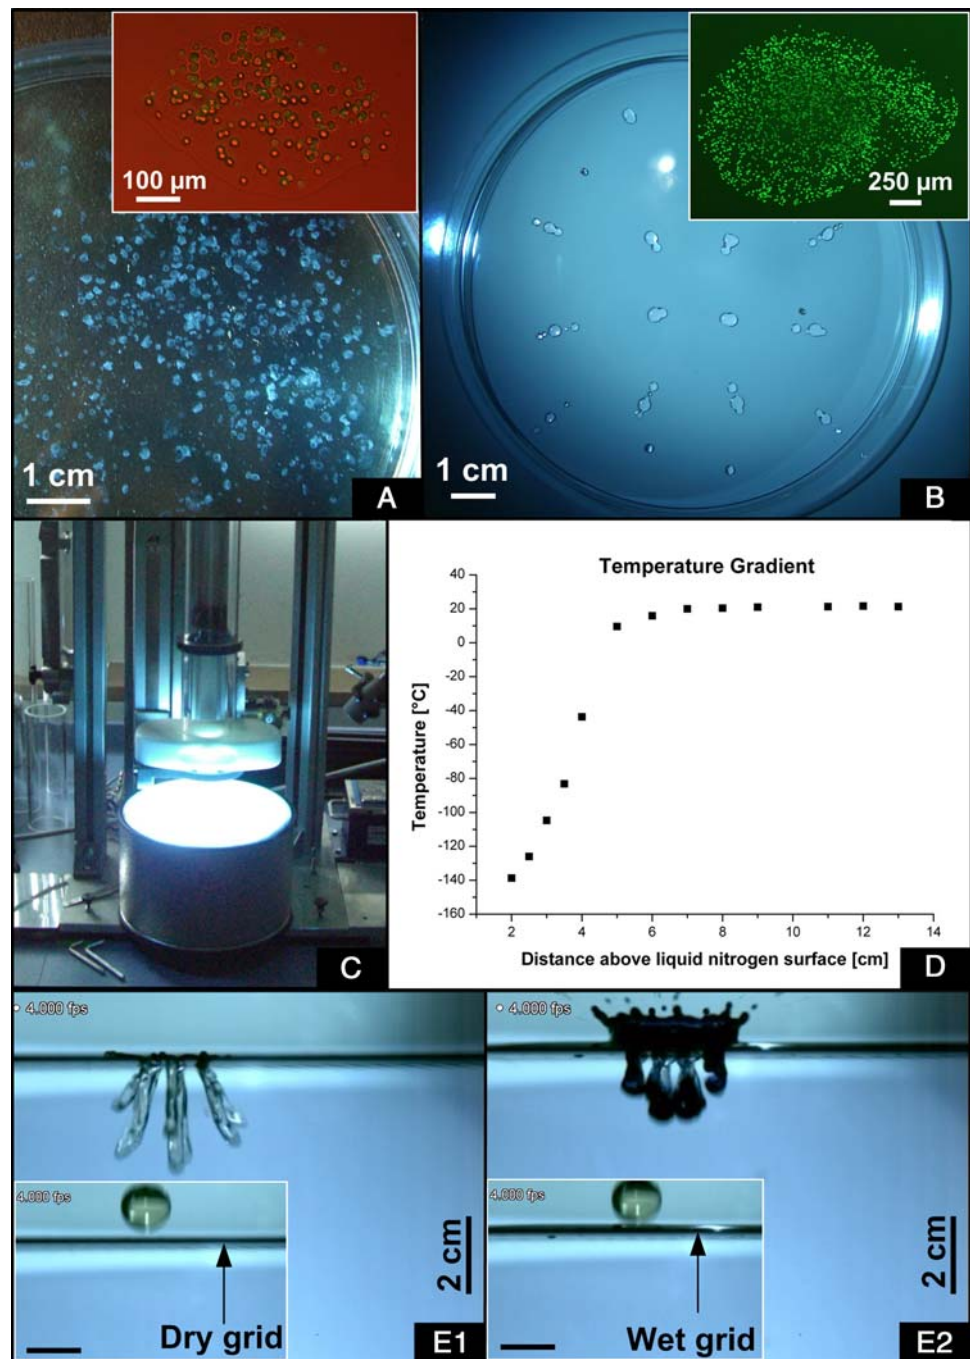 100 μm
1 cm
A
250 μm
1 cm
B
C
Temperature Gradient
40
20
0
-20
-40
-60
-80
-100
-120
-140
-160
Temperature [°C]
2
4
6
8
10
12
14
Distance above liquid nitrogen surface [cm]
D
4.000 fps
4.000 fps
Dry grid
2 cm
E1
4.000 fps
4.000 fps
Wet grid
2 cm
E2